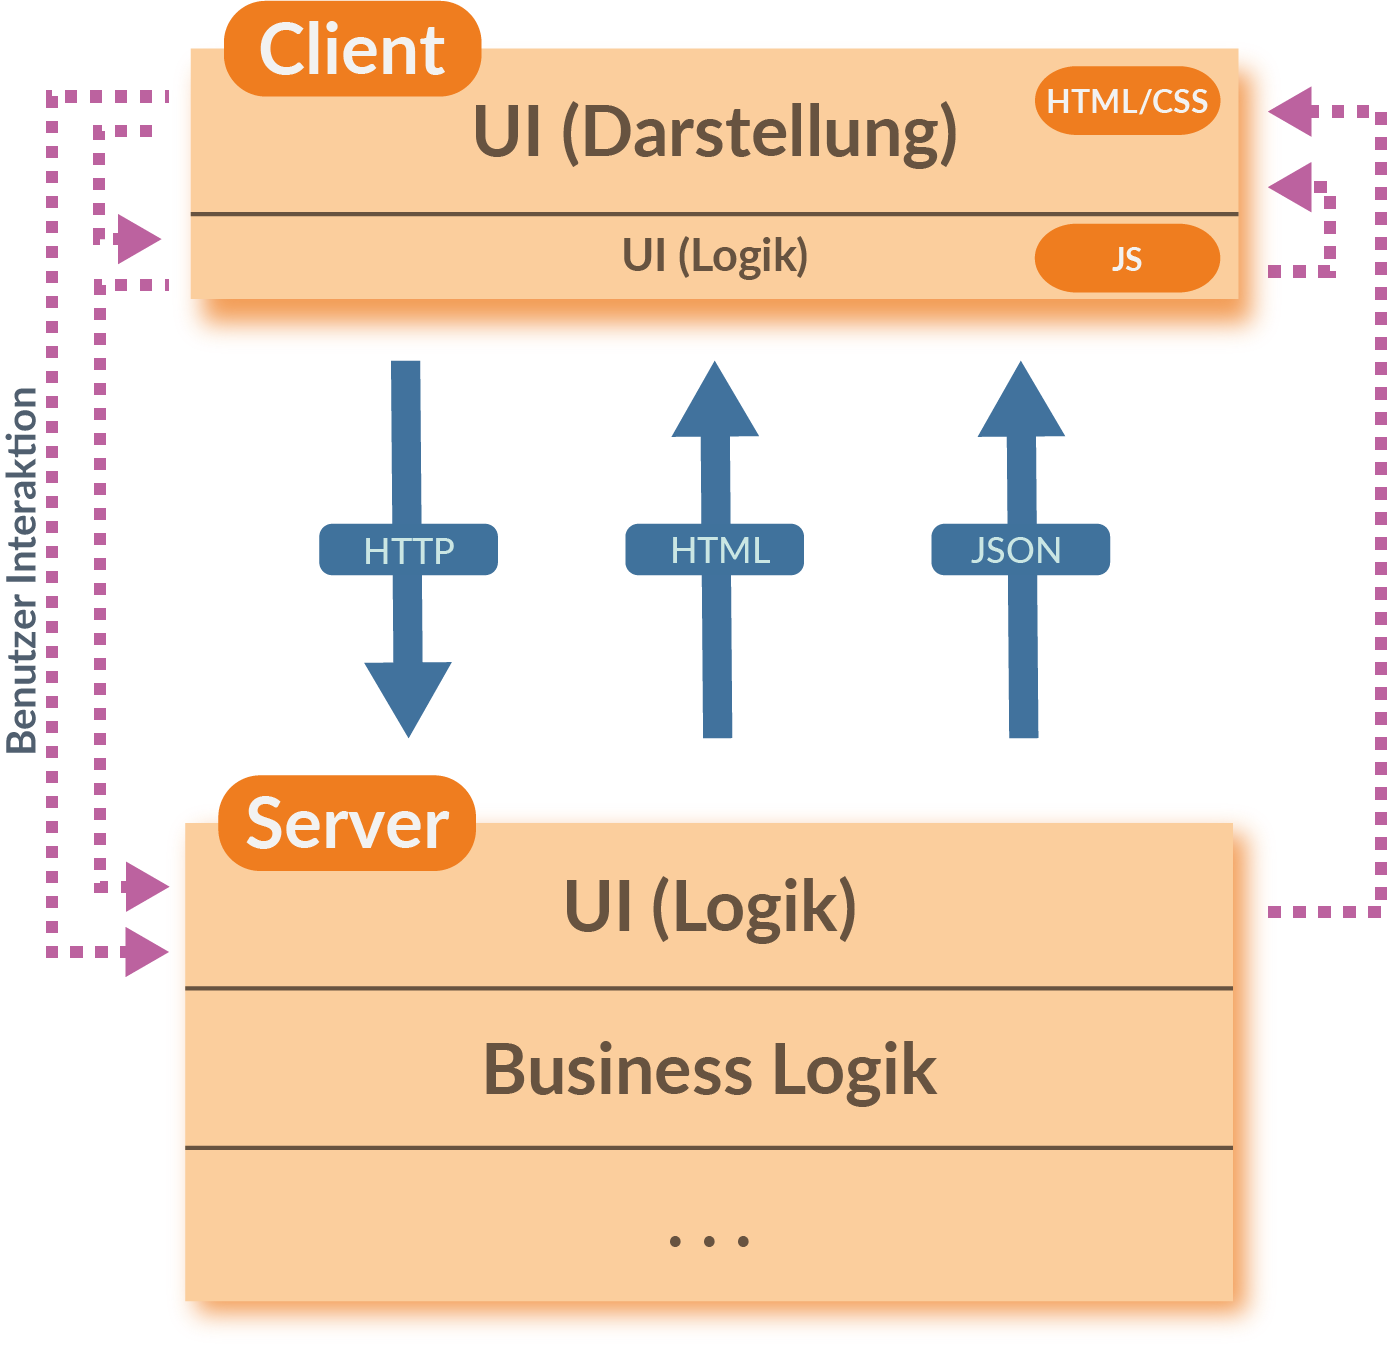 Client
UI (Darstellung)
HTML/CSS
UI (Logik)
JS
Benutzer Interaktion
HTTP
HTML
JSON
Server
UI (Logik)
Business Logik
...